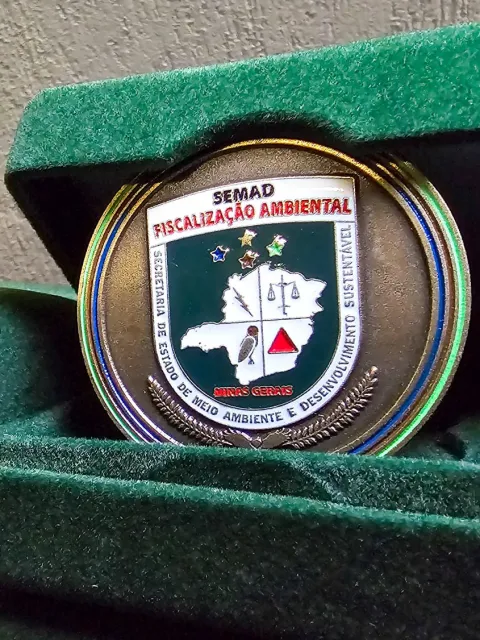 SEMAD
FISCALIZAÇÃO AMBIENTAL
SECRETARIA DE ESTADO DE MEIO AMBIENTE E DESENVOLVIMENTO SUSTENTÁVEL
MINAS GERAIS